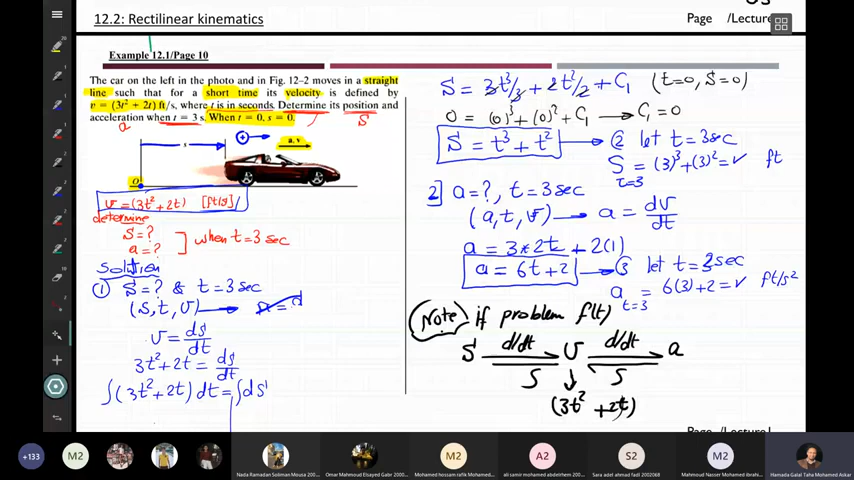 12.2: Rectilinear kinematics
Page /Lecture
Example 12.1/Page 10
The car on the left in the photo and in Fig. 12–2 moves in a straight
line such that for a short time its velocity is defined by
v = (3t² + 2t) ft/s, where t is in seconds. Determine its position and
acceleration when t = 3 s. When t = 0, s = 0.
a
S
s
a, v
O
v = (3t² + 2t) [ft/s]
determine
S = ?
a = ?
] when t = 3 sec
Solution
① S = ? & t = 3 sec
(S, t, v) →
v = ds/dt
3t² + 2t = ds/dt
∫(3t² + 2t) dt = ∫ds
S = 3t³/3 + 2t²/2 + C₁ (t=0, S=0)
0 = (0)³ + (0)² + C₁ → C₁ = 0
S = t³ + t² → ② let t = 3 sec
S t=3 = (3)³ + (3)² = ✓ ft
2] a = ?, t = 3 sec
(a, t, v) → a = dv/dt
a = 3*2t + 2(1)
a = 6t + 2 → ③ let t = 3 sec
a t=3 = 6(3) + 2 = ✓ ft/s²
Note if problem f(t)
S d/dt v d/dt a
∫ ∫
(3t² + 2t)
Page /Lecture1
+133
M2
M2
A2
S2
M2
Nada Ramadan Soliman Mousa 200...
Omar Mahmoud Elsayed Gabr 2000...
Mohamed hossam rafik Mohamed...
ali samir mohamed abdelrehim 20...
Sara adel ahmad fadl 2002069
Mahmoud Nasser Mohamed ibrahi...
Hamada Galal Taha Mohamed Askar